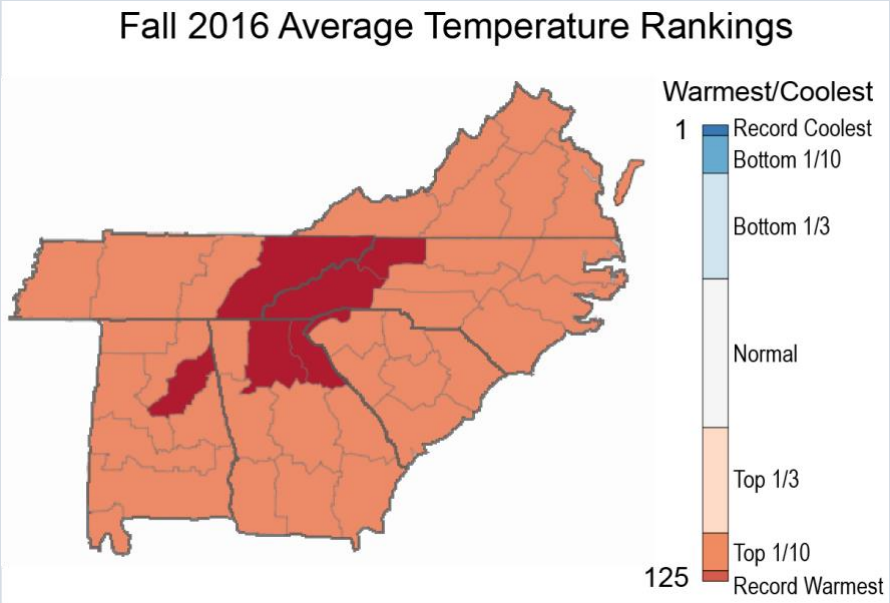 Fall 2016 Average Temperature Rankings
Warmest/Coolest
1
Record Coolest
Bottom 1/10
Bottom 1/3
Normal
Top 1/3
Top 1/10
125
Record Warmest